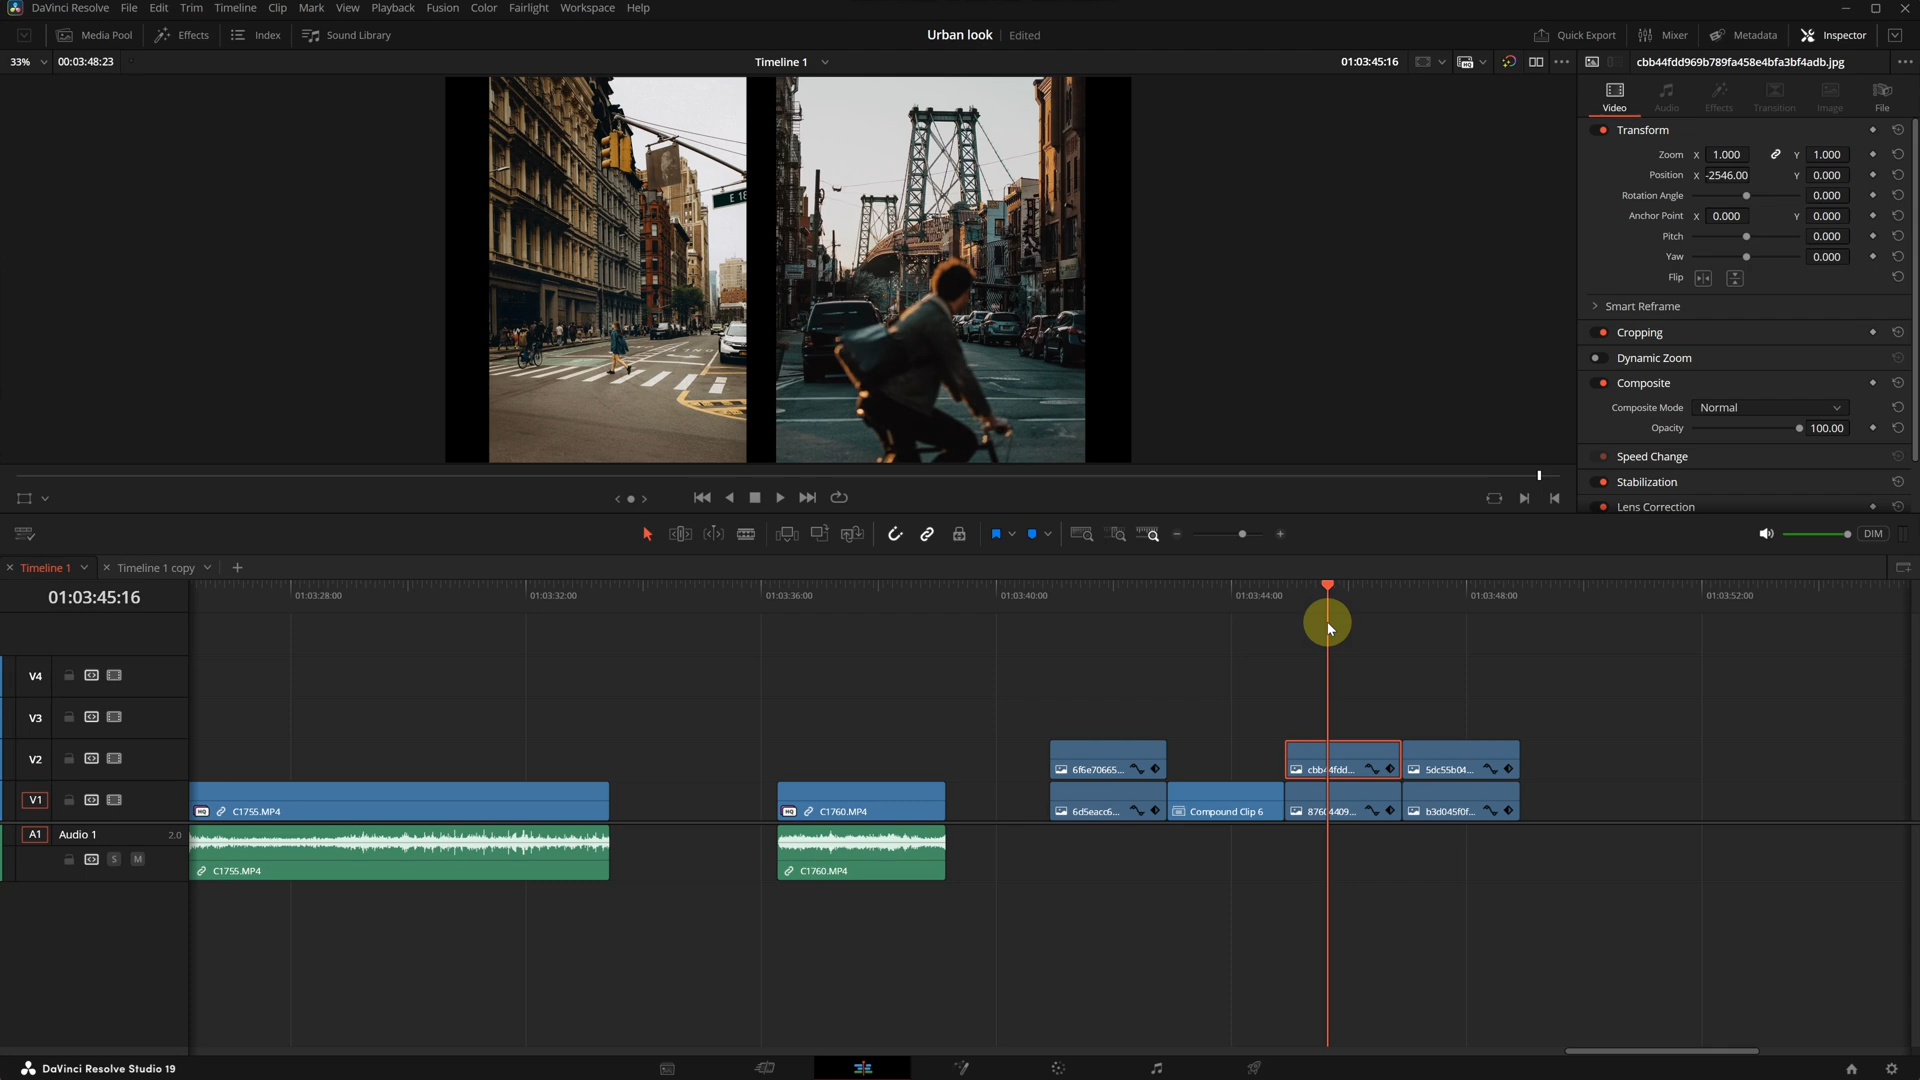 DaVinci Resolve File Edit Trim Timeline Clip Mark View Playback Fusion Color Fairlight Workspace Help
Media Pool Effects Index Sound Library Urban look Edited Quick Export Mixer Metadata Inspector
33% 00:03:48:23 Timeline 1 01:03:45:16 cbb44fdd969b789fa458e4bfa3bf4adb.jpg
Video Audio Effects Transition Image File
Transform
Zoom X 1.000 Y 1.000
Position X -2546.00 Y 0.000
Rotation Angle 0.000
Anchor Point X 0.000 Y 0.000
Pitch 0.000
Yaw 0.000
Flip
Smart Reframe
Cropping
Dynamic Zoom
Composite
Composite Mode Normal
Opacity 100.00
Speed Change
Stabilization
Lens Correction
E 18
DIM
Timeline 1 Timeline 1 copy
01:03:45:16 01:03:28:00 01:03:32:00 01:03:36:00 01:03:40:00 01:03:44:00 01:03:48:00 01:03:52:00
V4
V3
V2 6f6e70665... cbb44fdd... 5dc55b04...
V1 HQ C1755.MP4 HQ C1760.MP4 6d5eacc6... Compound Clip 6 87604409... b3d045f0f...
A1 Audio 1 2.0
S M C1755.MP4 C1760.MP4
DaVinci Resolve Studio 19